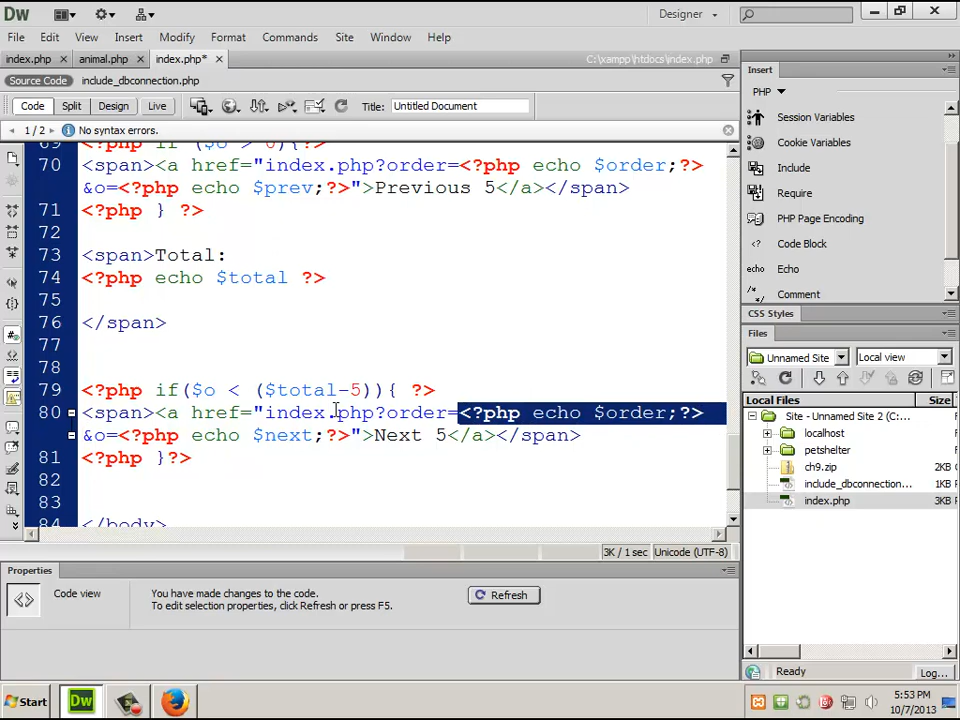 Dw
Designer
File Edit View Insert Modify Format Commands Site Window Help
index.php × animal.php × index.php* × C:\xampp\htdocs\index.php
Source Code include_dbconnection.php
Code Split Design Live Title: Untitled Document
1 / 2 No syntax errors.
70 <span><a href="index.php?order=<?php echo $order;?>
&o=<?php echo $prev;?>">Previous 5</a></span>
71 <?php } ?>
72
73 <span>Total:
74 <?php echo $total ?>
75
76 </span>
77
78
79 <?php if($o < ($total-5)){ ?>
80 <span><a href="index.php?order=<?php echo $order;?>
&o=<?php echo $next;?>">Next 5</a></span>
81 <?php }?>
82
83
84 </body>
3K / 1 sec Unicode (UTF-8)
Properties
Code view
You have made changes to the code.
To edit selection properties, click Refresh or press F5.
Refresh
Insert
PHP
Session Variables
Cookie Variables
Include
Require
PHP Page Encoding
<?> Code Block
echo Echo
/* */ Comment
CSS Styles
Files
Unnamed Site Local view
Local Files Size
Site - Unnamed Site 2 (
localhost
petshelter
ch9.zip 2KB
include_dbconnection... 1KB
index.php 3KB
Ready Log...
Start Dw
5:53 PM
10/7/2013